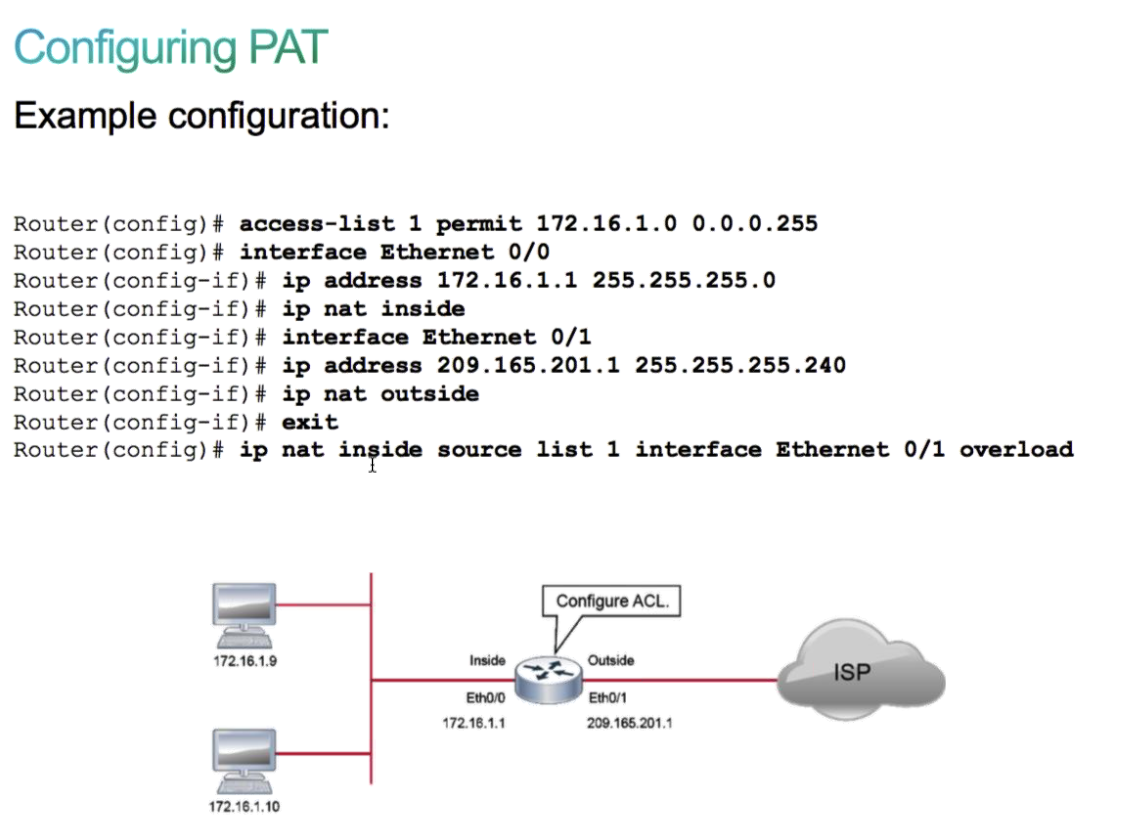 Configuring PAT
Example configuration:
Router(config)# access-list 1 permit 172.16.1.0 0.0.0.255
Router(config)# interface Ethernet 0/0
Router(config-if)# ip address 172.16.1.1 255.255.255.0
Router(config-if)# ip nat inside
Router(config-if)# interface Ethernet 0/1
Router(config-if)# ip address 209.165.201.1 255.255.255.240
Router(config-if)# ip nat outside
Router(config-if)# exit
Router(config)# ip nat inside source list 1 interface Ethernet 0/1 overload
Configure ACL.
172.16.1.9
Inside
Outside
ISP
Eth0/0
Eth0/1
172.16.1.1
209.165.201.1
172.16.1.10